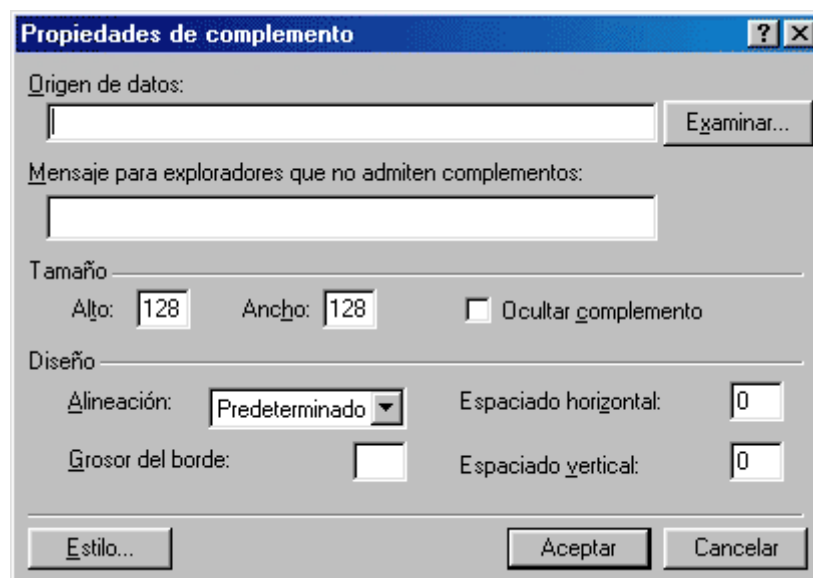 Propiedades de complemento
Origen de datos:
Examinar...
Mensaje para exploradores que no admiten complementos:
Tamaño
Alto: 128 Ancho: 128 Ocultar complemento
Diseño
Alineación: Predeterminado Espaciado horizontal: 0
Grosor del borde: Espaciado vertical: 0
Estilo... Aceptar Cancelar